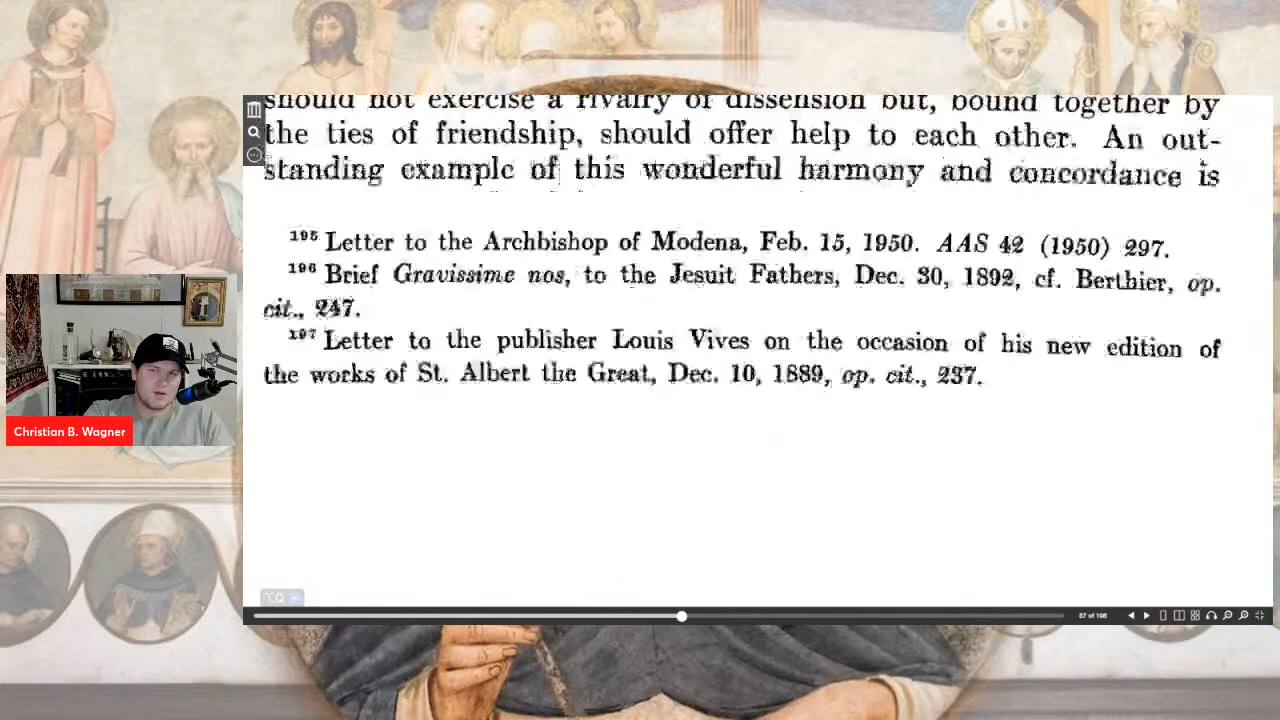 should not exercise a rivalry of dissension but, bound together by
the ties of friendship, should offer help to each other. An out-
standing example of this wonderful harmony and concordance is
195 Letter to the Archbishop of Modena, Feb. 15, 1950. AAS 42 (1950) 297.
196 Brief Gravissime nos, to the Jesuit Fathers, Dec. 30, 1892, cf. Berthier, op.
cit., 247.
197 Letter to the publisher Louis Vives on the occasion of his new edition of
the works of St. Albert the Great, Dec. 10, 1889, op. cit., 237.
Christian B. Wagner
⌥Q
57 of 108